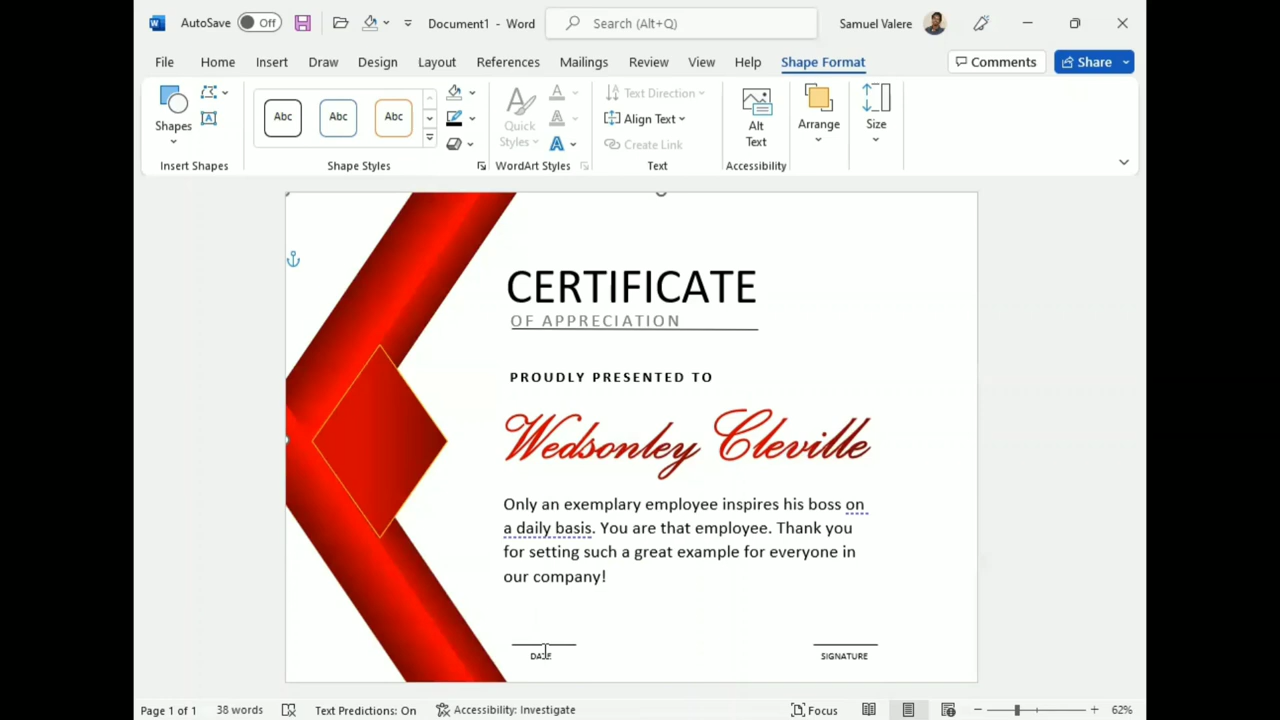 AutoSave Off Document1 - Word Search (Alt+Q) Samuel Valere
File Home Insert Draw Design Layout References Mailings Review View Help Shape Format Comments Share
Shapes
Abc Abc Abc
Quick
Styles
Text Direction
Align Text
Create Link
Alt
Text
Arrange
Size
Insert Shapes Shape Styles WordArt Styles Text Accessibility
CERTIFICATE
OF APPRECIATION
PROUDLY PRESENTED TO
Wedsonley Cleville
Only an exemplary employee inspires his boss on
a daily basis. You are that employee. Thank you
for setting such a great example for everyone in
our company!
DATE SIGNATURE
Page 1 of 1 38 words Text Predictions: On Accessibility: Investigate Focus 62%